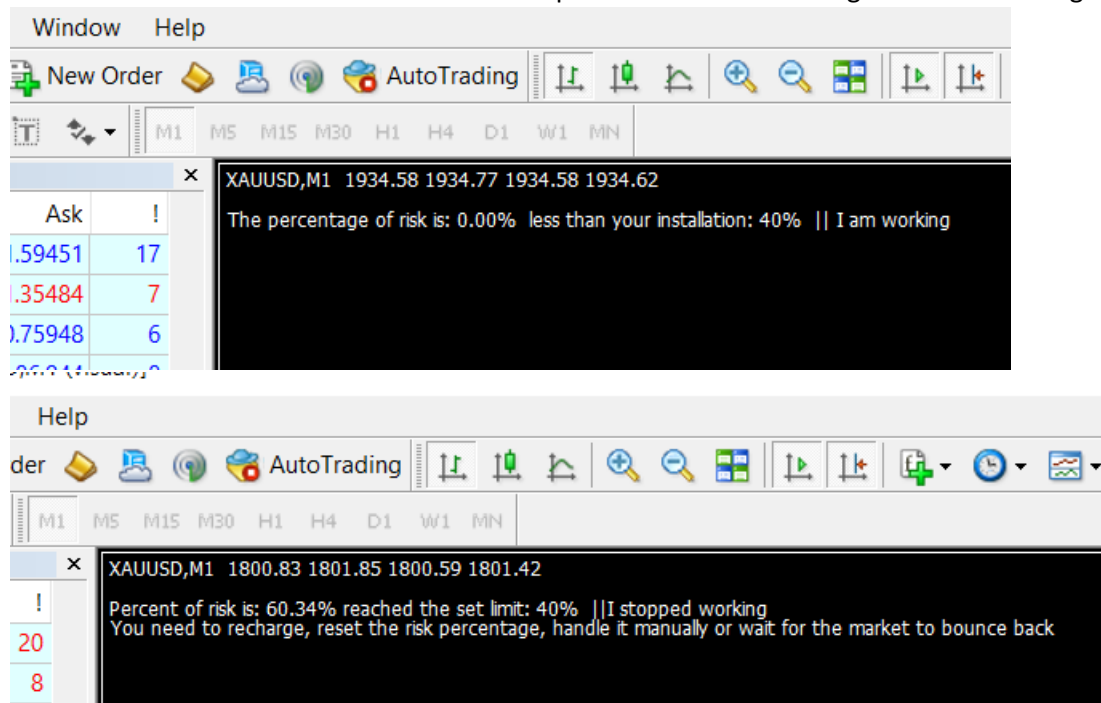 Window Help
New Order AutoTrading
T M1 M5 M15 M30 H1 H4 D1 W1 MN
XAUUSD,M1 1934.58 1934.77 1934.58 1934.62
Ask !
The percentage of risk is: 0.00% less than your installation: 40% || I am working
.59451 17
.35484 7
.75948 6
Help
der AutoTrading
M1 M5 M15 M30 H1 H4 D1 W1 MN
XAUUSD,M1 1800.83 1801.85 1800.59 1801.42
!
Percent of risk is: 60.34% reached the set limit: 40% ||I stopped working
You need to recharge, reset the risk percentage, handle it manually or wait for the market to bounce back
20
8